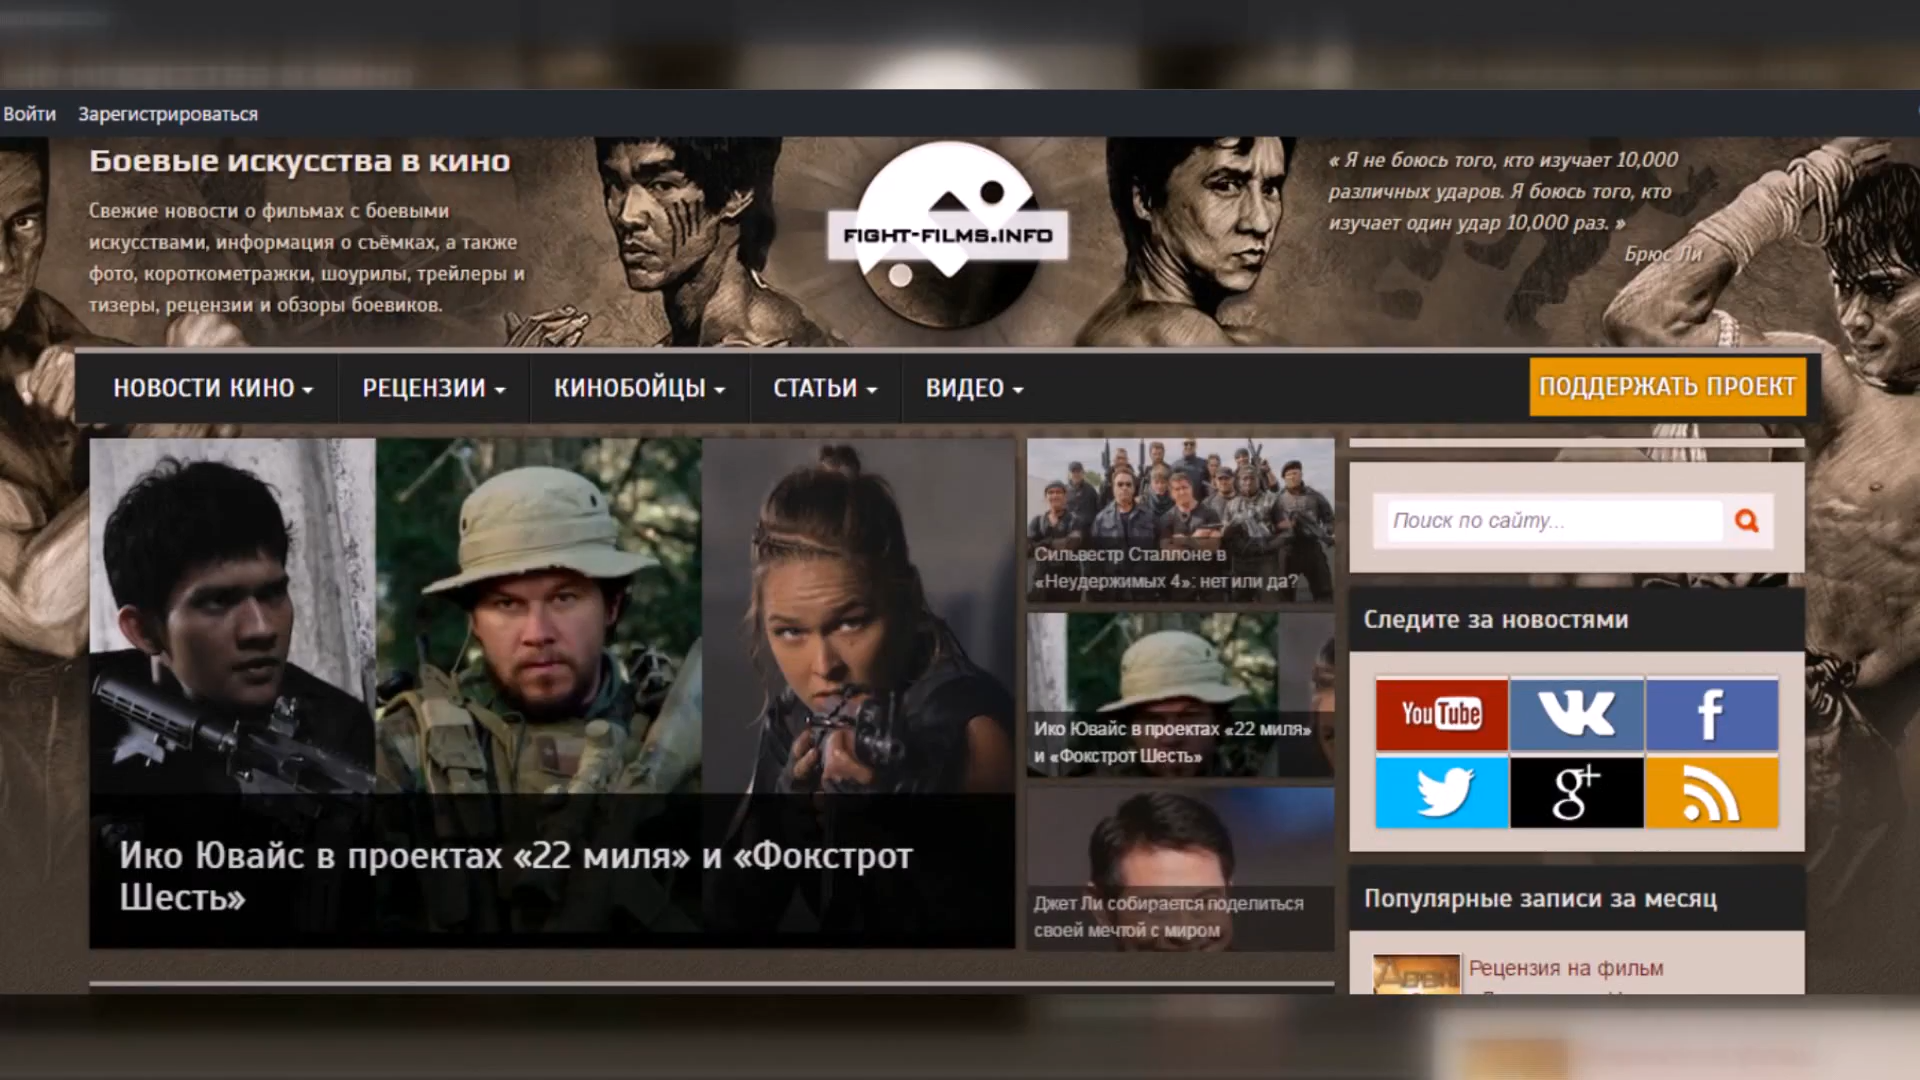 Войти Зарегистрироваться
Боевые искусства в кино
Свежие новости о фильмах с боевыми
искусствами, информация о съёмках, а также
фото, короткометражки, шоурилы, трейлеры и
тизеры, рецензии и обзоры боевиков.
FIGHT-FILMS.INFO
« Я не боюсь того, кто изучает 10,000
различных ударов. Я боюсь того, кто
изучает один удар 10,000 раз. »
Брюс Ли
НОВОСТИ КИНО РЕЦЕНЗИИ КИНОБОЙЦЫ СТАТЬИ ВИДЕО
ПОДДЕРЖАТЬ ПРОЕКТ
Ико Ювайс в проектах «22 миля» и «Фокстрот
Шесть»
Сильвестр Сталлоне в
«Неудержимых 4»: нет или да?
Ико Ювайс в проектах «22 миля»
и «Фокстрот Шесть»
Джет Ли собирается поделиться
своей мечтой с миром
Поиск по сайту...
Следите за новостями
YouTube
g+
Популярные записи за месяц
Рецензия на фильм